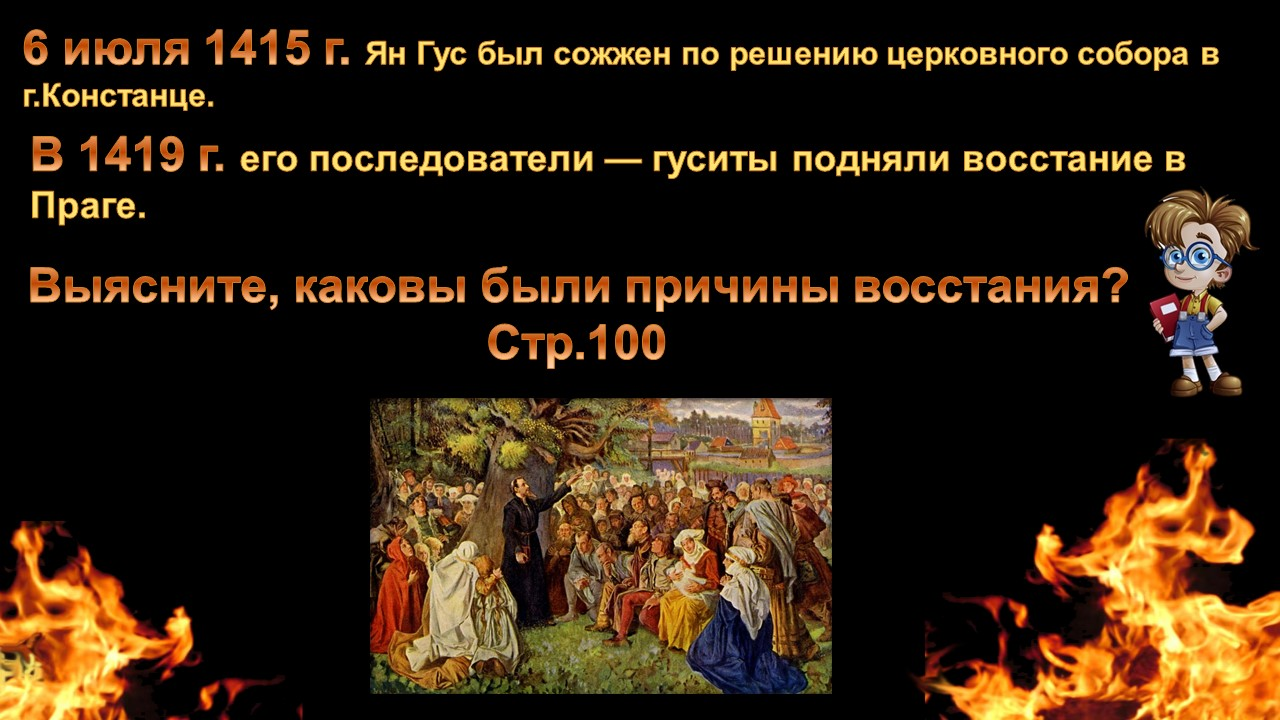 6 июля 1415 г. Ян Гус был сожжен по решению церковного собора в
г.Констанце.
В 1419 г. его последователи — гуситы подняли восстание в
Праге.
Выясните, каковы были причины восстания?
Стр.100